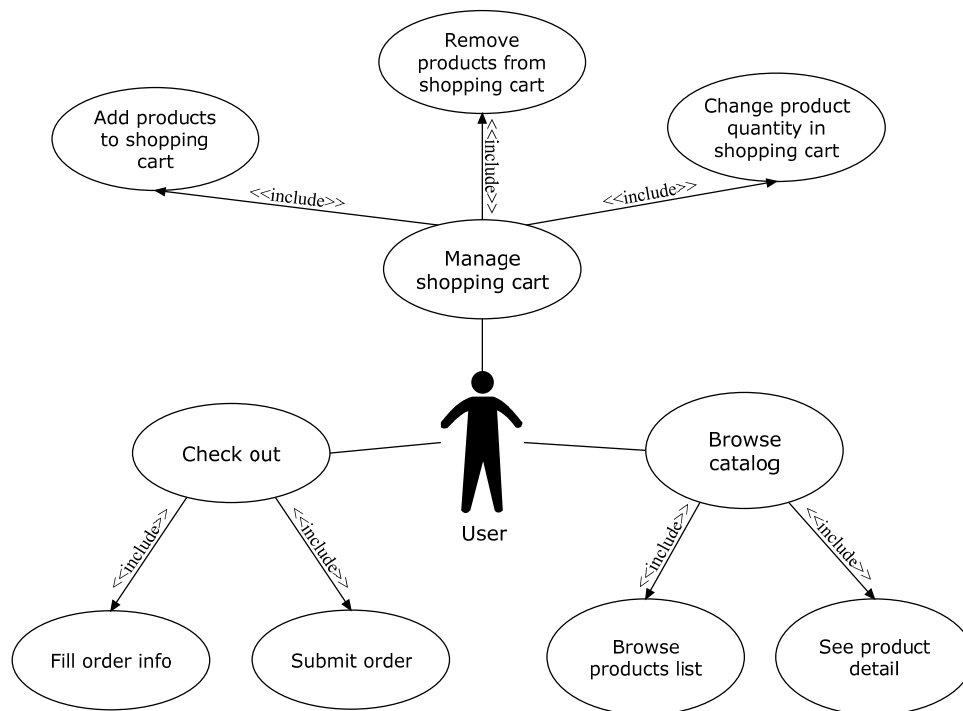 Remove
products from
shopping cart
Add products
to shopping
cart
Change product
quantity in
shopping cart
<<include>>
<<include>>
<<include>>
Manage
shopping cart
Check out
Browse
catalog
User
<<include>>
<<include>>
<<include>>
<<include>>
Fill order info
Submit order
Browse
products list
See product
detail